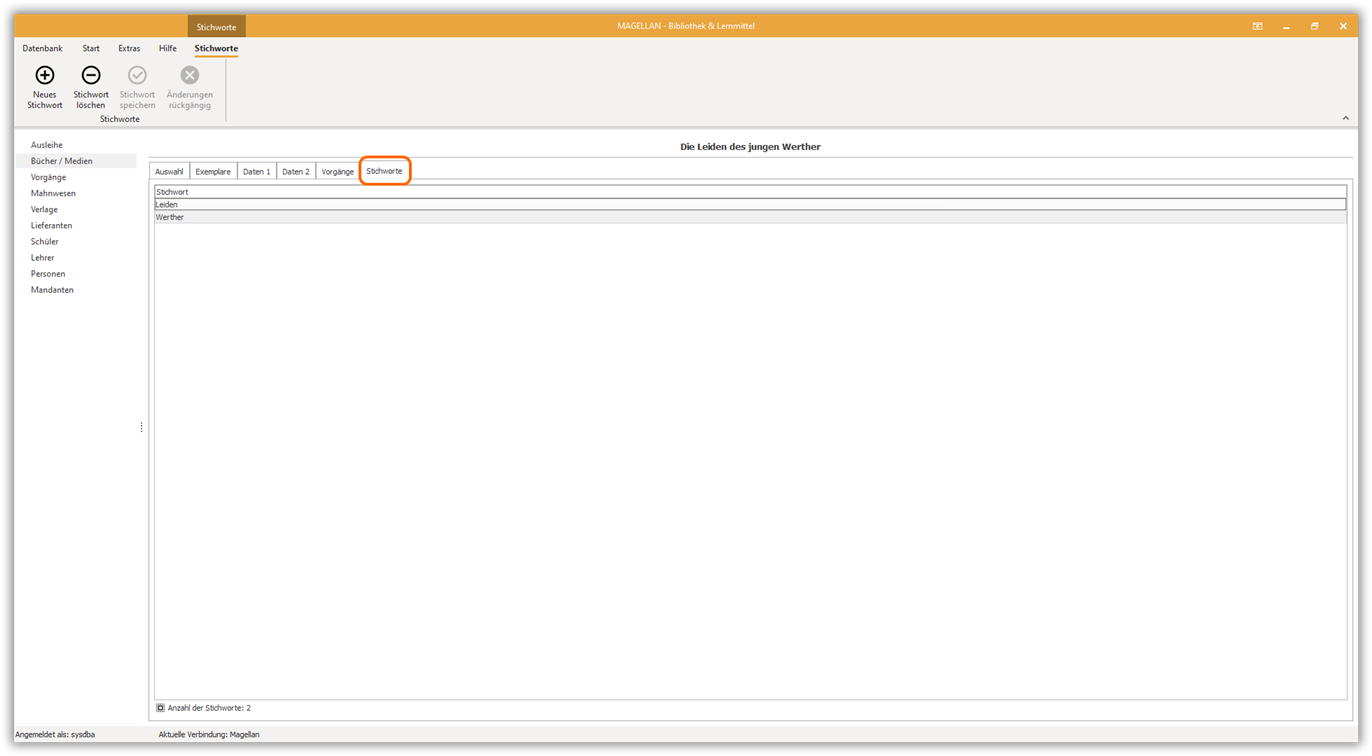 Stichworte
MAGELLAN - Bibliothek & Lernmittel
Datenbank Start Extras Hilfe Stichworte
Neues Stichwort Stichwort Änderungen
Stichwort löschen speichern rückgängig
Stichworte
Ausleihe
Bücher / Medien
Vorgänge
Mahnwesen
Verlage
Lieferanten
Schüler
Lehrer
Personen
Mandanten
Die Leiden des jungen Werther
Auswahl Exemplare Daten 1 Daten 2 Vorgänge Stichworte
Stichwort
Leiden
Werther
Anzahl der Stichworte: 2
Angemeldet als: sysdba Aktuelle Verbindung: Magellan